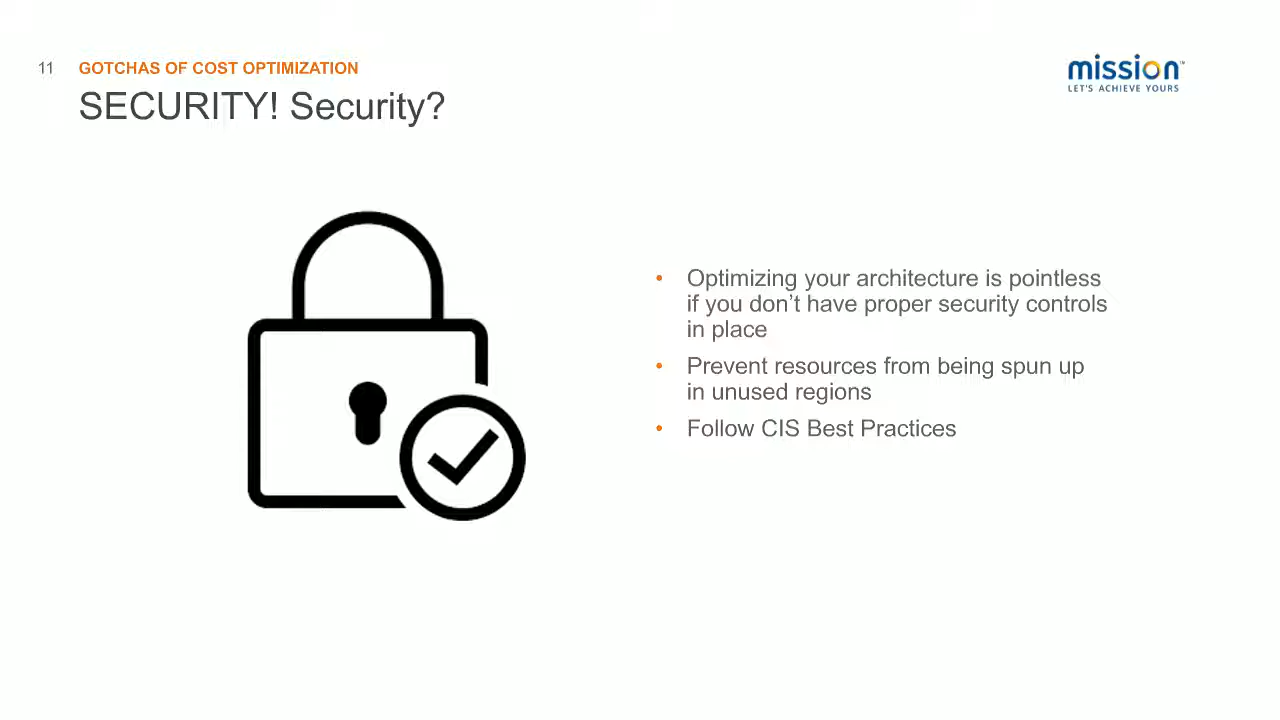 11
GOTCHAS OF COST OPTIMIZATION
SECURITY! Security?
mission™
LET'S ACHIEVE YOURS
• Optimizing your architecture is pointless
if you don’t have proper security controls
in place
• Prevent resources from being spun up
in unused regions
• Follow CIS Best Practices